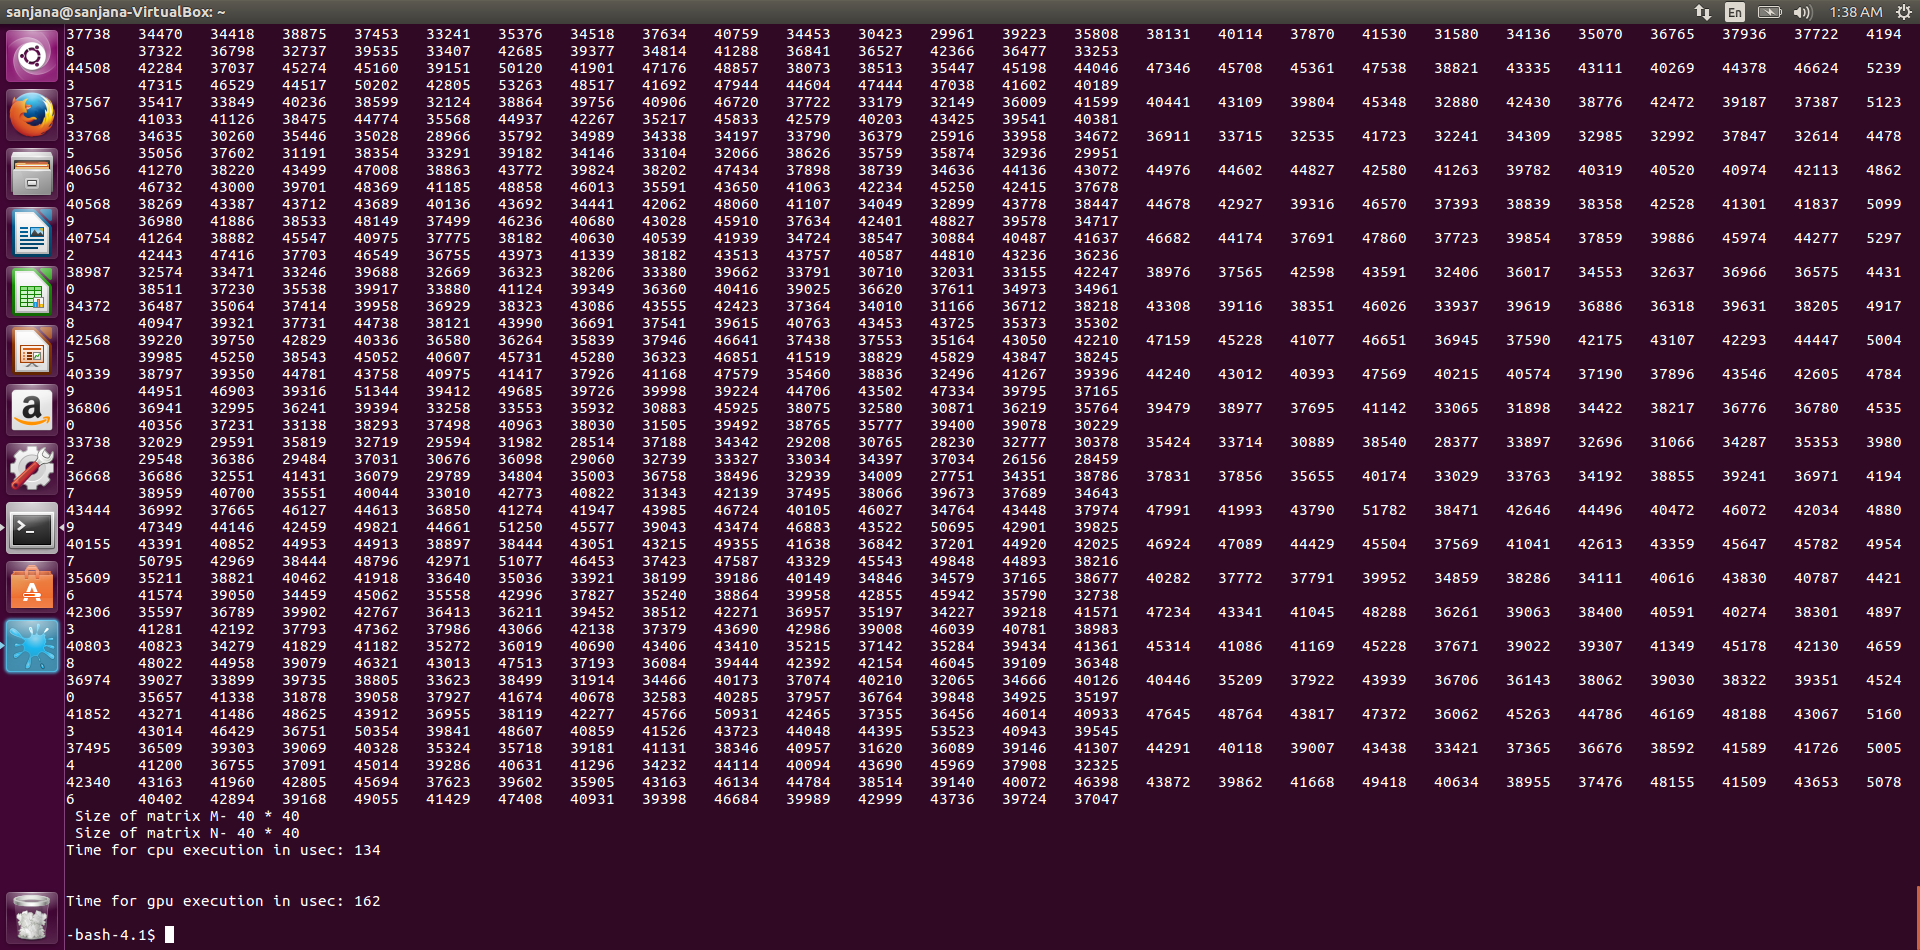 sanjana@sanjana-VirtualBox: ~
En
1:38 AM
37738 34470 34418 38875 37453 33241 35376 34518 37634 40759 34453 30423 29961 39223 35808 38131 40114 37870 41530 31580 34136 35070 36765 37936 37722 4194
8 37322 36798 32737 39535 33407 42685 39377 34814 41288 36841 36527 42366 36477 33253
44508 42284 37037 45274 45160 39151 50120 41901 47176 48857 38073 38513 35447 45198 44046 47346 45708 45361 47538 38821 43335 43111 40269 44378 46624 5239
3 47315 46529 44517 50202 42805 53263 48517 41692 47944 44604 47444 47038 41602 40189
37567 35417 33849 40236 38599 32124 38864 39756 40906 46720 37722 33179 32149 36009 41599 40441 43109 39804 45348 32880 42430 38776 42472 39187 37387 5123
3 41033 41126 38475 44774 35568 44937 42267 35217 45833 42579 40203 43425 39541 40381
33768 34635 30260 35446 35028 28966 35792 34989 34338 34197 33790 36379 25916 33958 34672 36911 33715 32535 41723 32241 34309 32985 32992 37847 32614 4478
5 35056 37602 31191 38354 33291 39182 34146 33104 32066 38626 35759 35874 32936 29951
40656 41270 38220 43499 47008 38863 43772 39824 38202 47434 37898 38739 34636 44136 43072 44976 44602 44827 42580 41263 39782 40319 40520 40974 42113 4862
0 46732 43000 39701 48369 41185 48858 46013 35591 43650 41063 42234 45250 42415 37678
40568 38269 43387 43712 43689 40136 43692 34441 42062 48060 41107 34049 32899 43778 38447 44678 42927 39316 46570 37393 38839 38358 42528 41301 41837 5099
9 36980 41886 38533 48149 37499 46236 40680 43028 45910 37634 42401 48827 39578 34717
40754 41264 38882 45547 40975 37775 38182 40630 40539 41939 34724 38547 30884 40487 41637 46682 44174 37691 47860 37723 39854 37859 39886 45974 44277 5297
2 42443 47416 37703 46549 36755 43973 41339 38182 43513 43757 40587 44810 43236 36236
38987 32574 33471 33246 39688 32669 36323 38206 33380 39662 33791 30710 32031 33155 42247 38976 37565 42598 43591 32406 36017 34553 32637 36966 36575 4431
0 38511 37230 35538 39917 33880 41124 39349 36360 40416 39025 36620 37611 34973 34961
34372 36487 35064 37414 39958 36929 38323 43086 43555 42423 37364 34010 31166 36712 38218 43308 39116 38351 46026 33937 39619 36886 36318 39631 38205 4917
8 40947 39321 37731 44738 38121 43990 36691 37541 39615 40763 43453 43725 35373 35302
42568 39220 39750 42829 40336 36580 36264 35839 37946 46641 37438 37553 35164 43050 42210 47159 45228 41077 46651 36945 37590 42175 43107 42293 44447 5004
5 39985 45250 38543 45052 40607 45731 45280 36323 46851 41519 38829 45829 43847 38245
40339 38797 39350 44781 43758 40975 41417 37926 41168 47579 35460 38836 32496 41267 39396 44240 43012 40393 47569 40215 40574 37190 37896 43546 42605 4784
9 44951 46903 39316 51344 39412 49685 39726 39998 39224 44706 43502 47334 39795 37165
36806 36941 32995 36241 39394 33258 33553 35932 30883 45925 38075 32580 30871 36219 35764 39479 38977 37695 41142 33065 31898 34422 38217 36776 36780 4535
0 40356 37231 33138 38293 37498 40963 38030 31505 39492 38765 35777 39400 39078 30229
33738 32029 29591 35819 32719 29594 31982 28514 37188 34342 29208 30765 28230 32777 30378 35424 33714 30889 38540 28377 33897 32696 31066 34287 35353 3980
2 29548 36386 29484 37031 30676 36098 29060 32739 33327 33034 34397 37034 26156 28459
36668 36686 32551 41431 36079 29789 34804 35003 36758 38496 32939 34009 27751 34351 38786 37831 37856 35655 40174 33029 33763 34192 38855 39241 36971 4194
7 38959 40700 35551 40044 33010 42773 40822 31343 42139 37495 38066 39673 37689 34643
43444 36992 37665 46127 44613 36850 41274 41947 43985 46724 40105 46027 34764 43448 37974 47991 41993 43790 51782 38471 42646 44496 40472 46072 42034 4880
9 47349 44146 42459 49821 44661 51250 45577 39043 43474 46883 43522 50695 42901 39825
40155 43391 40852 44953 44913 38897 38444 43051 43215 49355 41638 36842 37201 44920 42025 46924 47089 44429 45504 37569 41041 42613 43359 45647 45782 4954
7 50795 42969 38444 48796 42971 51077 46453 37423 47587 43329 45543 49848 44893 38216
35609 35211 38821 40462 41918 33640 35036 33921 38199 39186 40149 34846 34579 37165 38677 40282 37772 37791 39952 34859 38286 34111 40616 43830 40787 4421
6 41574 39050 34459 45062 35558 42996 37827 35240 38864 39958 42855 45942 35790 32738
42306 35597 36789 39902 42767 36413 36211 39452 38512 42271 36957 35197 34227 39218 41571 47234 43341 41045 48288 36261 39063 38400 40591 40274 38301 4897
3 41281 42192 37793 47362 37986 43066 42138 37379 43690 42986 39008 46039 40781 38983
40803 40823 34279 41829 41182 35272 36019 40690 43406 43410 35215 37142 35284 39434 41361 45314 41086 41169 45228 37671 39022 39307 41349 45178 42130 4659
8 48022 44958 39079 46321 43013 47513 37193 36084 39444 42392 42154 46045 39109 36348
36974 39027 33899 39735 38805 33623 38499 31914 34466 40173 37074 40210 32065 34666 40126 40446 35209 37922 43939 36706 36143 38062 39030 38322 39351 4524
0 35657 41338 31878 39058 37927 41674 40678 32583 40285 37957 36764 39848 34925 35197
41852 43271 41486 48625 43912 36955 38119 42277 45766 50931 42465 37355 36456 46014 40933 47645 48764 43817 47372 36062 45263 44786 46169 48188 43067 5160
3 43014 46429 36751 50354 39841 48607 40859 41526 43723 44048 44395 53523 40943 39545
37495 36509 39303 39069 40328 35324 35718 39181 41131 38346 40957 31620 36089 39146 41307 44291 40118 39007 43438 33421 37365 36676 38592 41589 41726 5005
4 41200 36755 37091 45014 39286 40631 41296 34232 44114 40094 43690 45969 37908 32325
42340 43163 41960 42805 45694 37623 39602 35905 43163 46134 44784 38514 39140 40072 46398 43872 39862 41668 49418 40634 38955 37476 48155 41509 43653 5078
6 40402 42894 39168 49055 41429 47408 40931 39398 46684 39989 42999 43736 39724 37047
Size of matrix M- 40 * 40
Size of matrix N- 40 * 40
Time for cpu execution in usec: 134
Time for gpu execution in usec: 162
-bash-4.1$